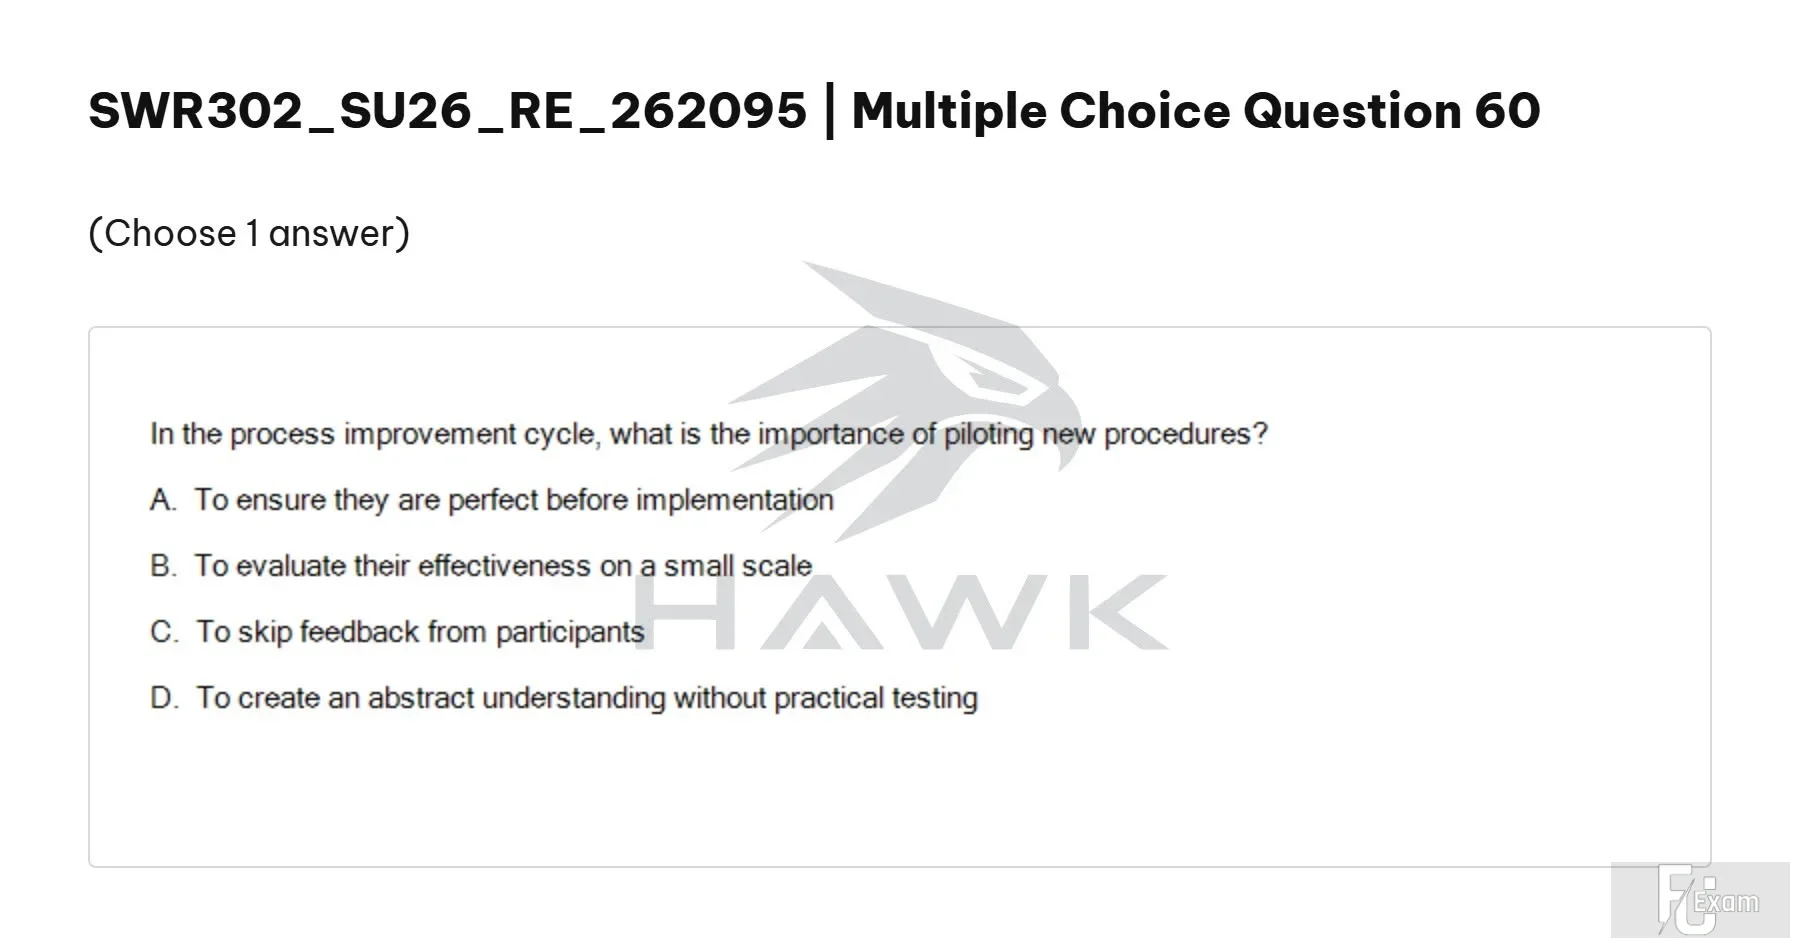 SWR302_SU26_RE_262095 | Multiple Choice Question 60
(Choose 1 answer)
In the process improvement cycle, what is the importance of piloting new procedures?
A. To ensure they are perfect before implementation
B. To evaluate their effectiveness on a small scale
C. To skip feedback from participants
D. To create an abstract understanding without practical testing
HAWK
FU Exam